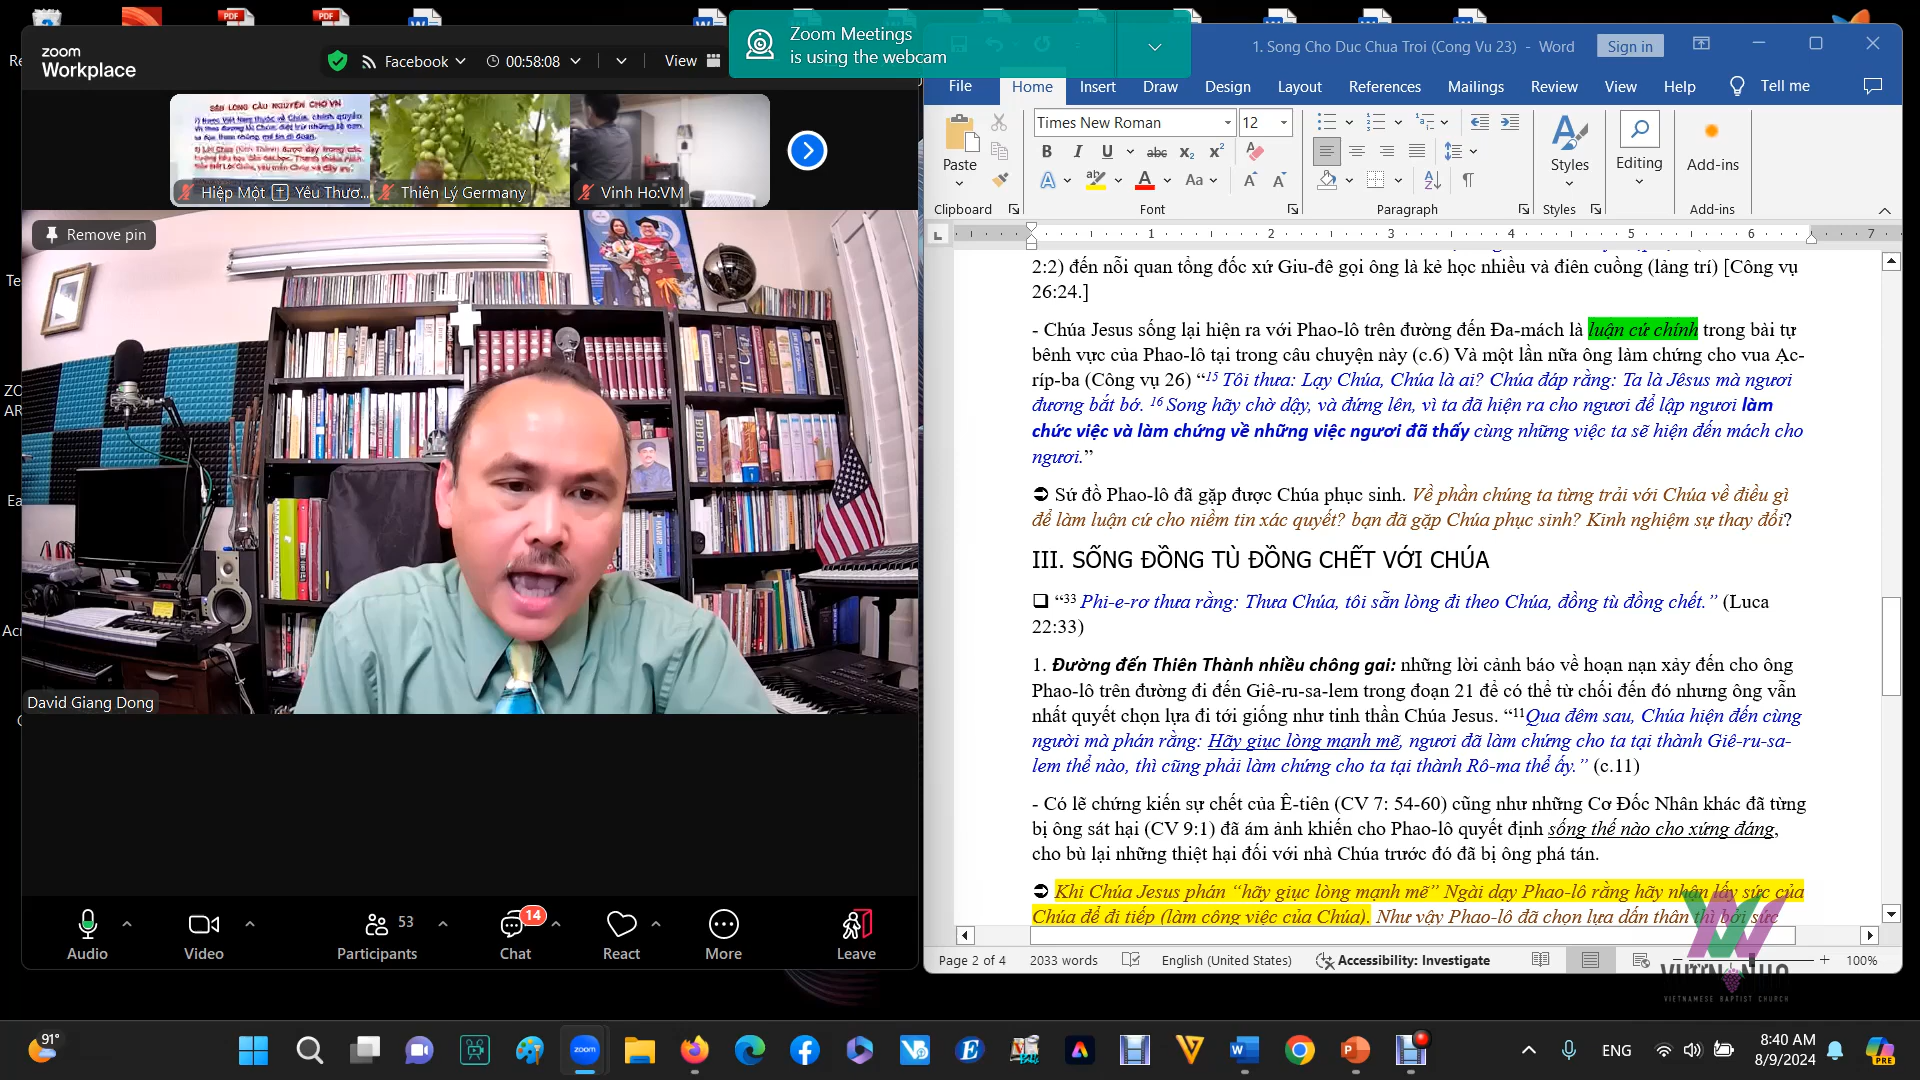 zoom
Workplace
Facebook
00:58:08
View
Zoom Meetings
is using the webcam
1. Song Cho Duc Chua Troi (Cong Vu 23) - Word
Sign in
File Home Insert Draw Design Layout References Mailings Review View Help Tell me
Times New Roman 12
Paste
Styles
Editing
Add-ins
Clipboard Font Paragraph Styles Add-ins
SẴN LÒNG CẦU NGUYỆN CHO VN
Hiệp Một Yêu Thươ...
Thiên Lý Germany
Vinh Ho:VM
Remove pin
David Giang Dong
1 2 3 4 5 6 7
2:2) đến nỗi quan tổng đốc xứ Giu-đê gọi ông là kẻ học nhiều và điên cuồng (lảng trí) [Công vụ
26:24.]
- Chúa Jesus sống lại hiện ra với Phao-lô trên đường đến Đa-mách là luận cứ chính trong bài tự
bênh vực của Phao-lô tại trong câu chuyện này (c.6) Và một lần nữa ông làm chứng cho vua Ạc-
ríp-ba (Công vụ 26) “15 Tôi thưa: Lạy Chúa, Chúa là ai? Chúa đáp rằng: Ta là Jêsus mà ngươi
đương bắt bớ. 16 Song hãy chờ dậy, và đứng lên, vì ta đã hiện ra cho ngươi để lập ngươi làm
chức việc và làm chứng về những việc ngươi đã thấy cùng những việc ta sẽ hiện đến mách cho
ngươi.”
➲ Sứ đồ Phao-lô đã gặp được Chúa phục sinh. Về phần chúng ta từng trải với Chúa về điều gì
để làm luận cứ cho niềm tin xác quyết? bạn đã gặp Chúa phục sinh? Kinh nghiệm sự thay đổi?
III. SỐNG ĐỒNG TÙ ĐỒNG CHẾT VỚI CHÚA
❑ “33 Phi-e-rơ thưa rằng: Thưa Chúa, tôi sẵn lòng đi theo Chúa, đồng tù đồng chết.” (Luca
22:33)
1. Đường đến Thiên Thành nhiều chông gai: những lời cảnh báo về hoạn nạn xảy đến cho ông
Phao-lô trên đường đi đến Giê-ru-sa-lem trong đoạn 21 để có thể từ chối đến đó nhưng ông vẫn
nhất quyết chọn lựa đi tới giống như tinh thần Chúa Jesus. “11Qua đêm sau, Chúa hiện đến cùng
người mà phán rằng: Hãy giục lòng mạnh mẽ, ngươi đã làm chứng cho ta tại thành Giê-ru-sa-
lem thể nào, thì cũng phải làm chứng cho ta tại thành Rô-ma thể ấy.” (c.11)
- Có lẽ chứng kiến sự chết của Ê-tiên (CV 7: 54-60) cũng như những Cơ Đốc Nhân khác đã từng
bị ông sát hại (CV 9:1) đã ám ảnh khiến cho Phao-lô quyết định sống thế nào cho xứng đáng,
cho bù lại những thiệt hại đối với nhà Chúa trước đó đã bị ông phá tán.
➲ Khi Chúa Jesus phán “hãy giục lòng mạnh mẽ” Ngài dạy Phao-lô rằng hãy nhận lấy sức của
Chúa để đi tiếp (làm công việc của Chúa). Như vậy Phao-lô đã chọn lựa dấn thân thì bởi sức
Audio Video Participants 53 Chat 14 React More Leave
Page 2 of 4 2033 words English (United States) Accessibility: Investigate 100%
VIETNAMESE BAPTIST CHURCH
91°
ENG
8:40 AM
8/9/2024